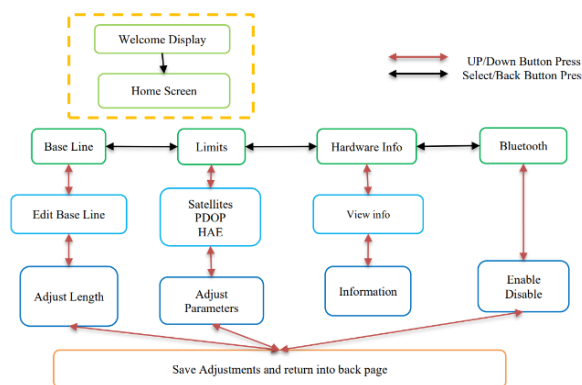 Welcome Display
Home Screen
UP/Down Button Press
Select/Back Button Pres
Base Line
Limits
Hardware Info
Bluetooth
Edit Base Line
Satellites
PDOP
HAE
View info
Adjust Length
Adjust
Parameters
Information
Enable
Disable
Save Adjustments and return into back page